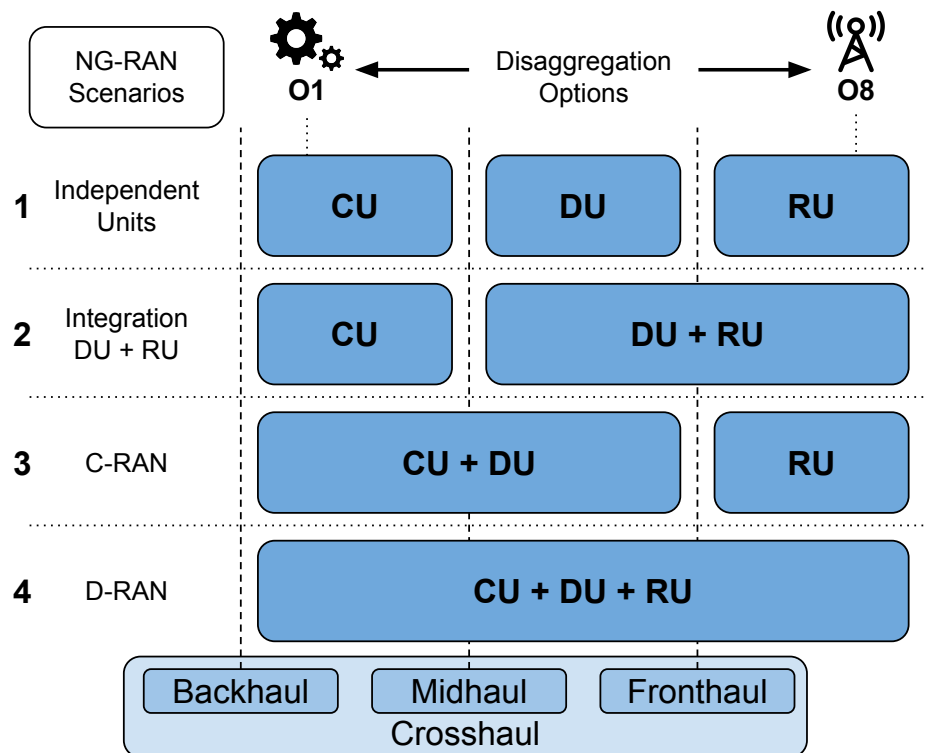 NG-RAN
Scenarios
O1
Disaggregation
Options
O8
1
Independent
Units
CU
DU
RU
2
Integration
DU + RU
CU
DU + RU
3
C-RAN
CU + DU
RU
4
D-RAN
CU + DU + RU
Backhaul
Midhaul
Fronthaul
Crosshaul